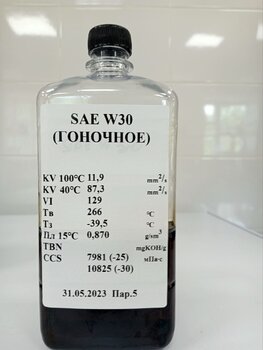 SAE W30
(ГОНОЧНОЕ)
KV 100°C 11,9 mm²/s
KV 40°C 87,3 mm²/s
VI 129
Тв 266 °C
Тз -39,5 °C
Пл 15°C 0,870 g/sm³
TBN mgKOH/g
CCS 7981 (-25) мПа·с
10825 (-30)
31.05.2023 Пар.5